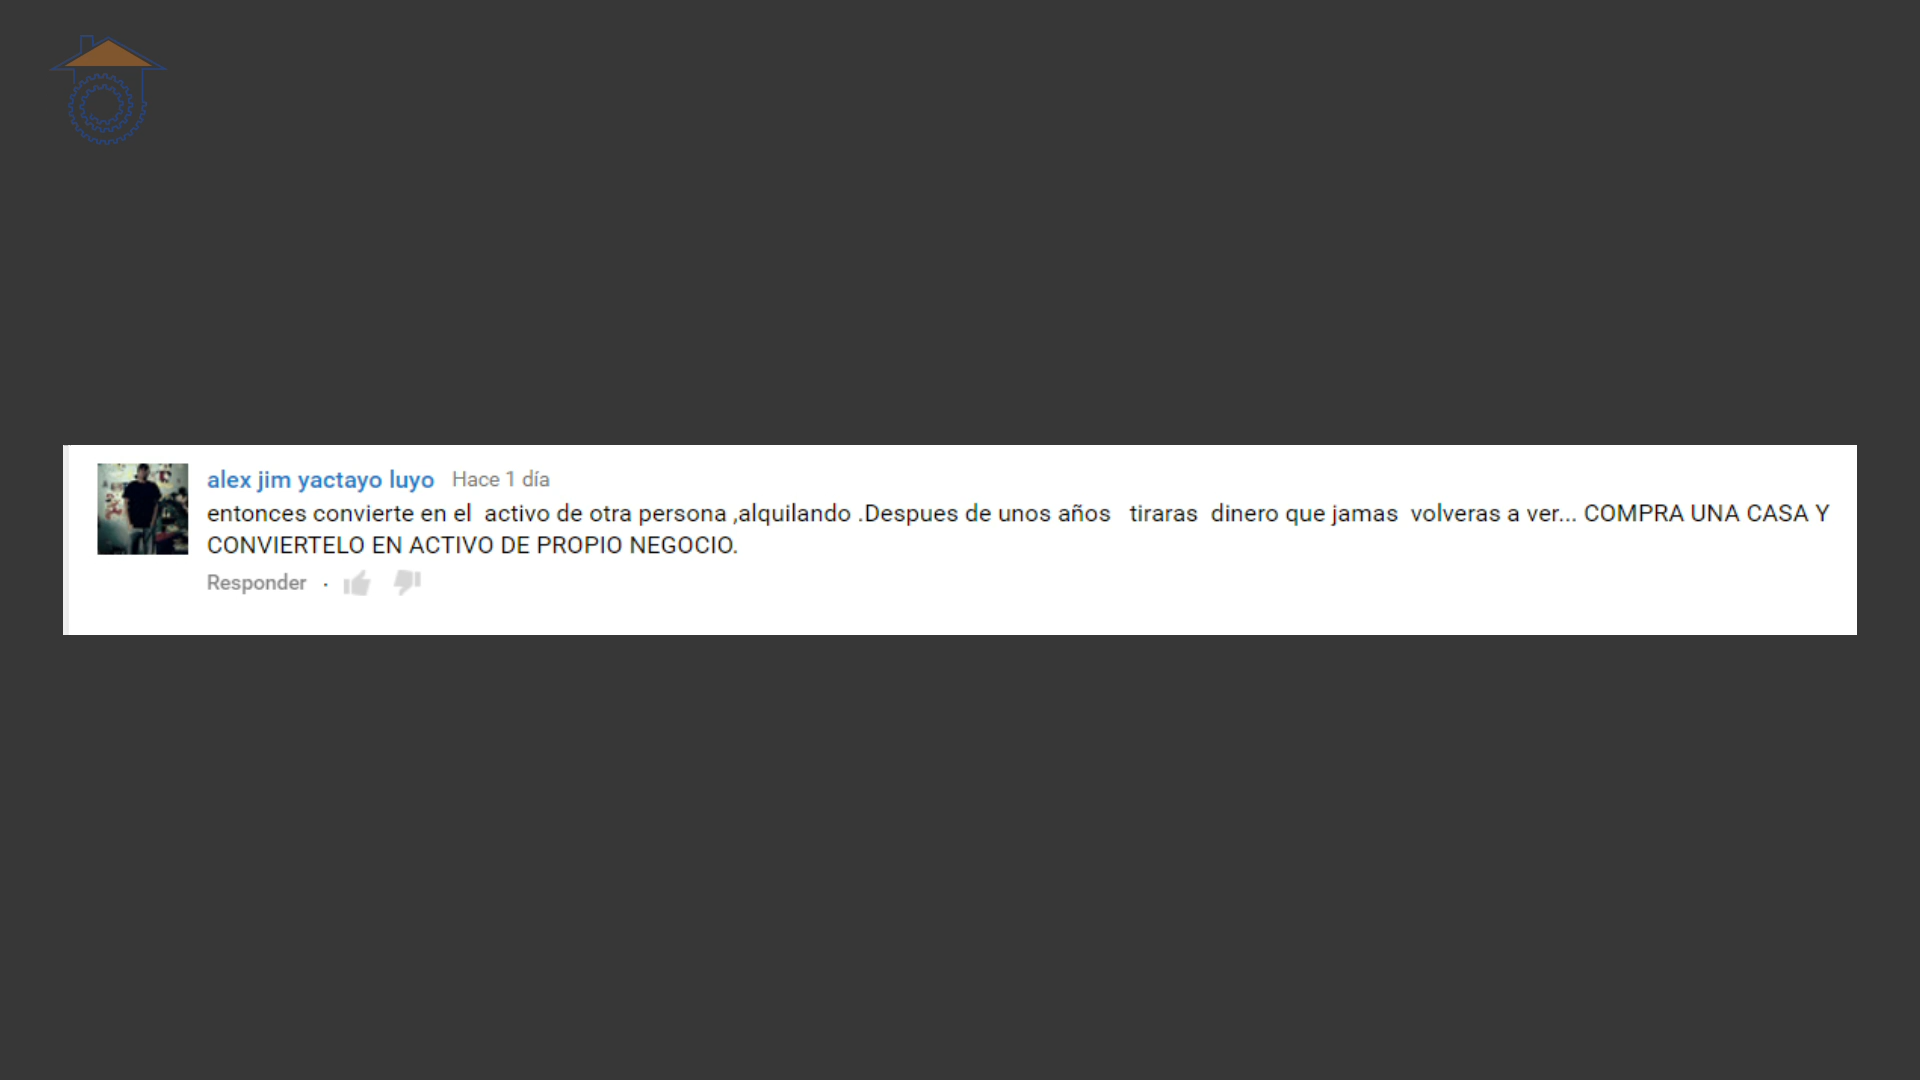 alex jim yactayo luyo Hace 1 día
entonces convierte en el activo de otra persona ,alquilando .Despues de unos años tiraras dinero que jamas volveras a ver... COMPRA UNA CASA Y
CONVIERTELO EN ACTIVO DE PROPIO NEGOCIO.
Responder ·